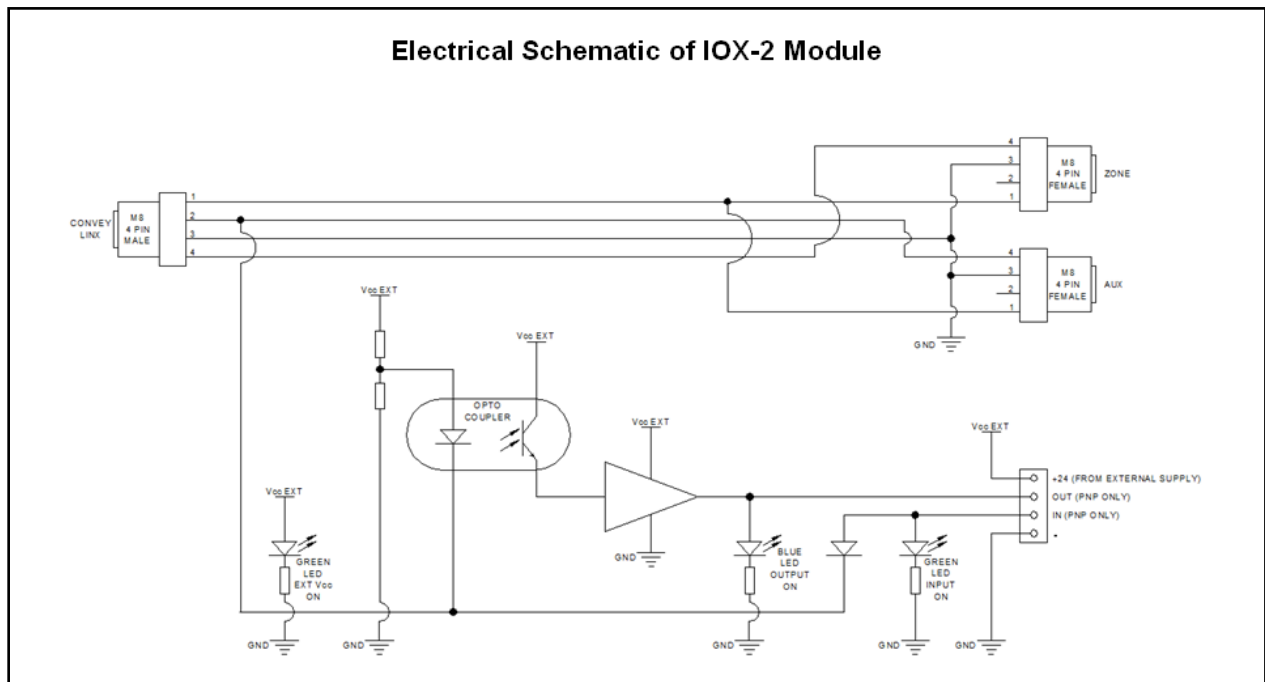 Electrical Schematic of IOX-2 Module
CONVEY
LINX
M8
4 PIN
MALE
1
2
3
4
4
3
2
1
M8
4 PIN
FEMALE
ZONE
4
3
2
1
M8
4 PIN
FEMALE
AUX
GND
Vcc EXT
Vcc EXT
OPTO
COUPLER
Vcc EXT
GND
Vcc EXT
+24 (FROM EXTERNAL SUPPLY)
OUT (PNP ONLY)
IN (PNP ONLY)
-
Vcc EXT
GREEN
LED
EXT Vcc
ON
BLUE
LED
OUTPUT
ON
GREEN
LED
INPUT
ON
GND
GND
GND
GND
GND